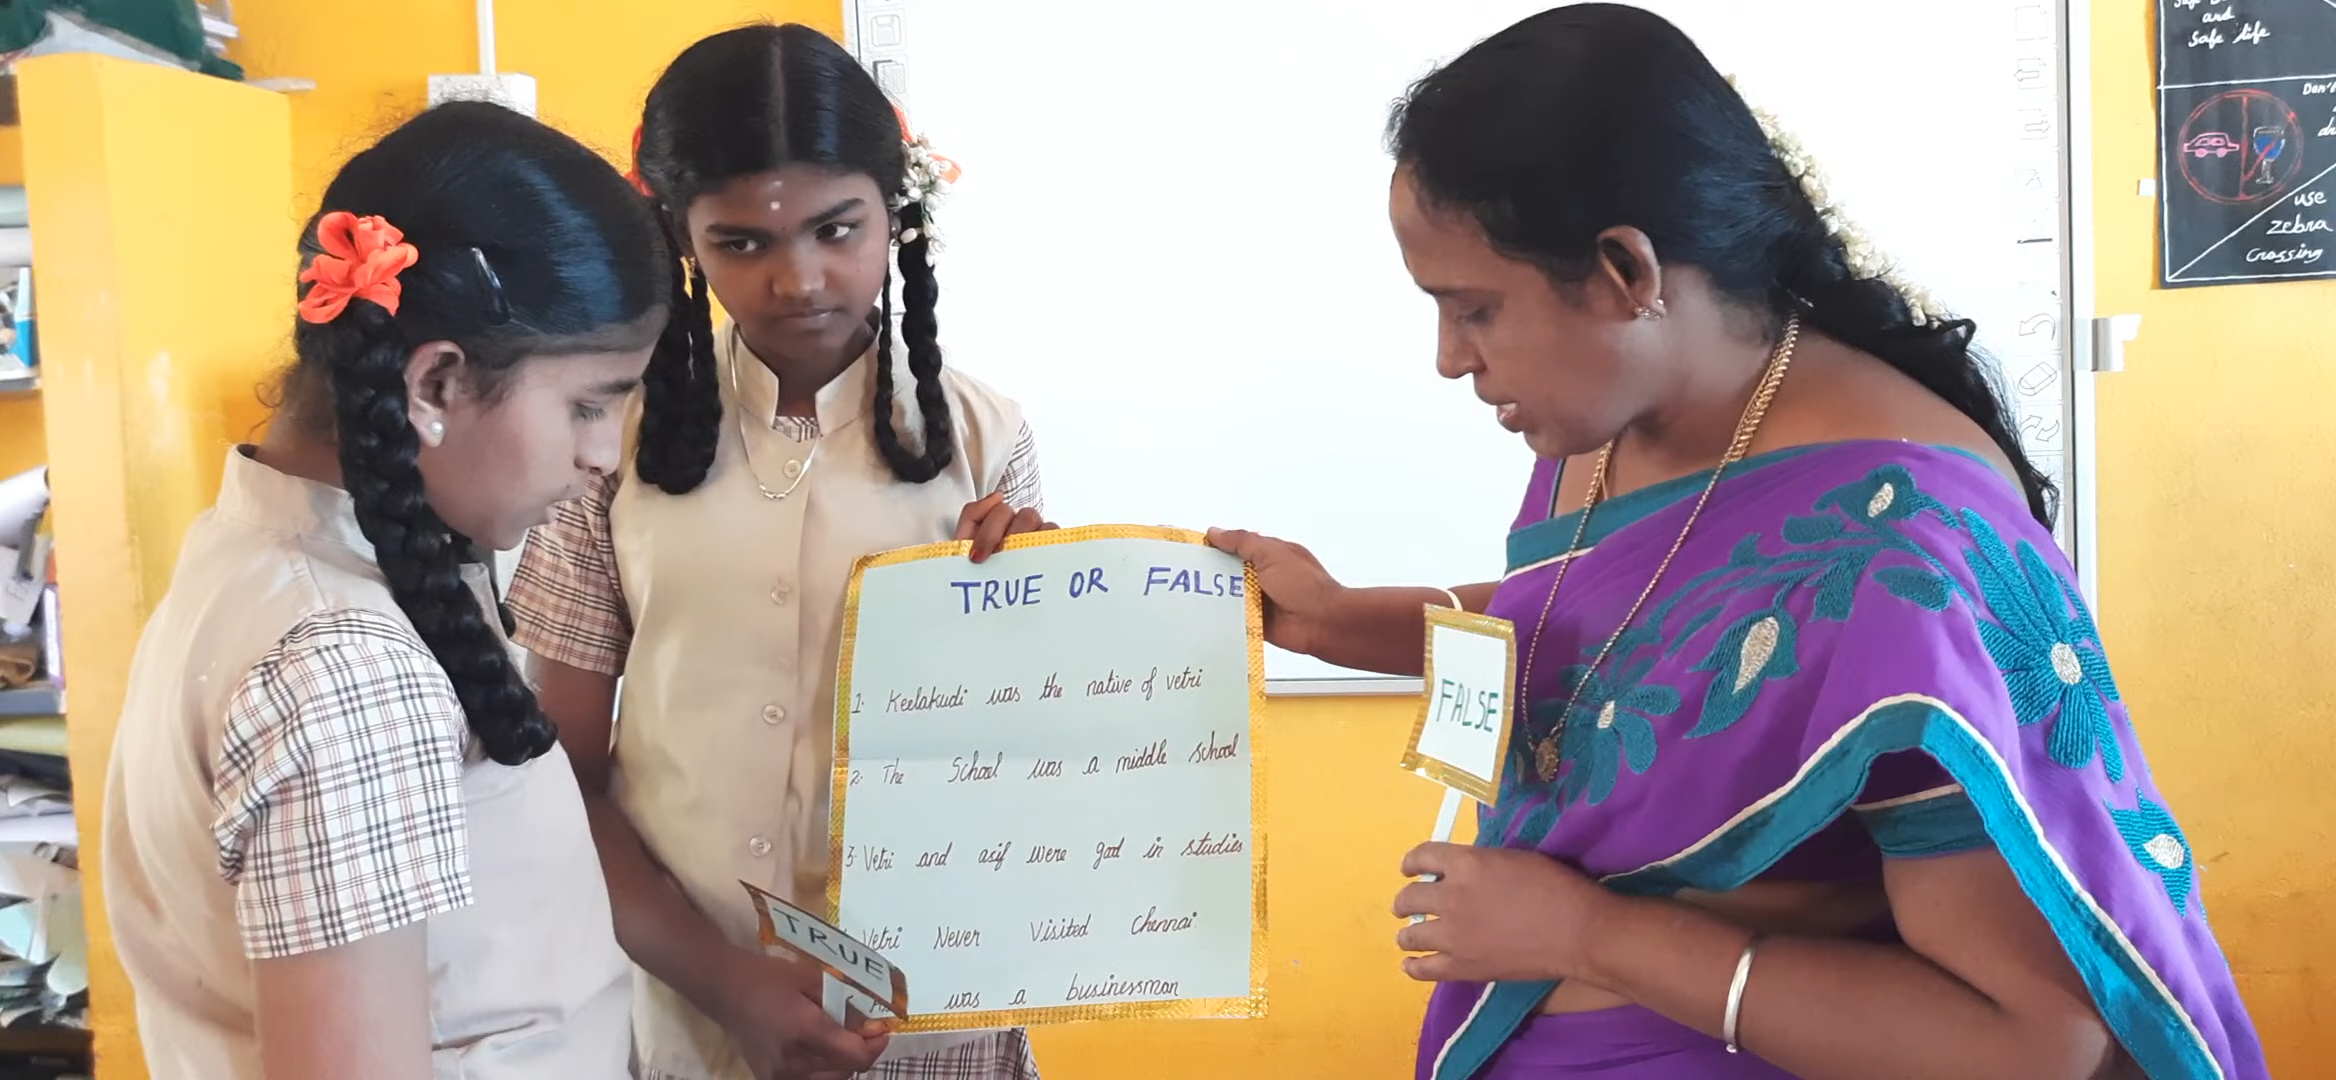 TRUE OR FALSE
1. Keelakudi was the native of vetri
2. The School was a middle school
3. Vetri and asif were good in studies
Vetri Never Visited Chennai.
was a businessman
TRUE
FALSE
and
Safe life
use
zebra
crossing